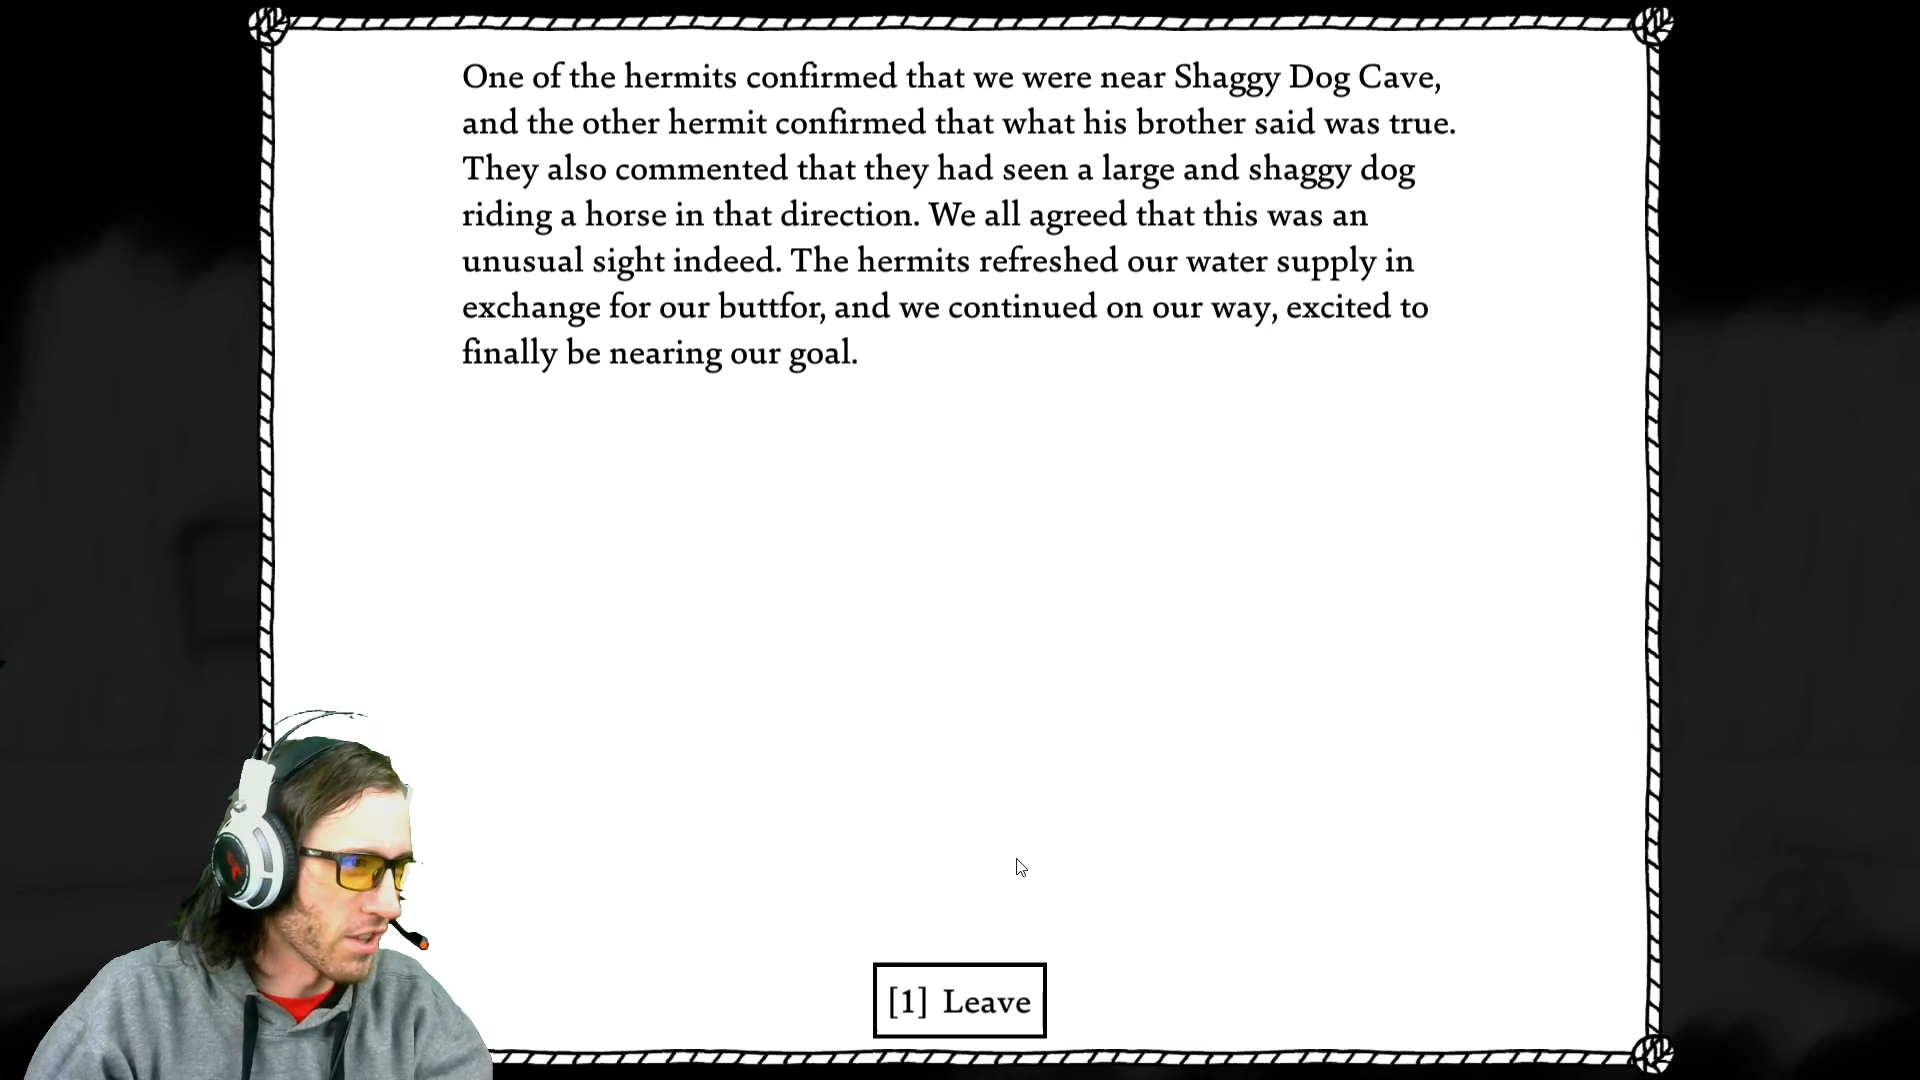 One of the hermits confirmed that we were near Shaggy Dog Cave,
and the other hermit confirmed that what his brother said was true.
They also commented that they had seen a large and shaggy dog
riding a horse in that direction. We all agreed that this was an
unusual sight indeed. The hermits refreshed our water supply in
exchange for our buttfor, and we continued on our way, excited to
finally be nearing our goal.
[1] Leave